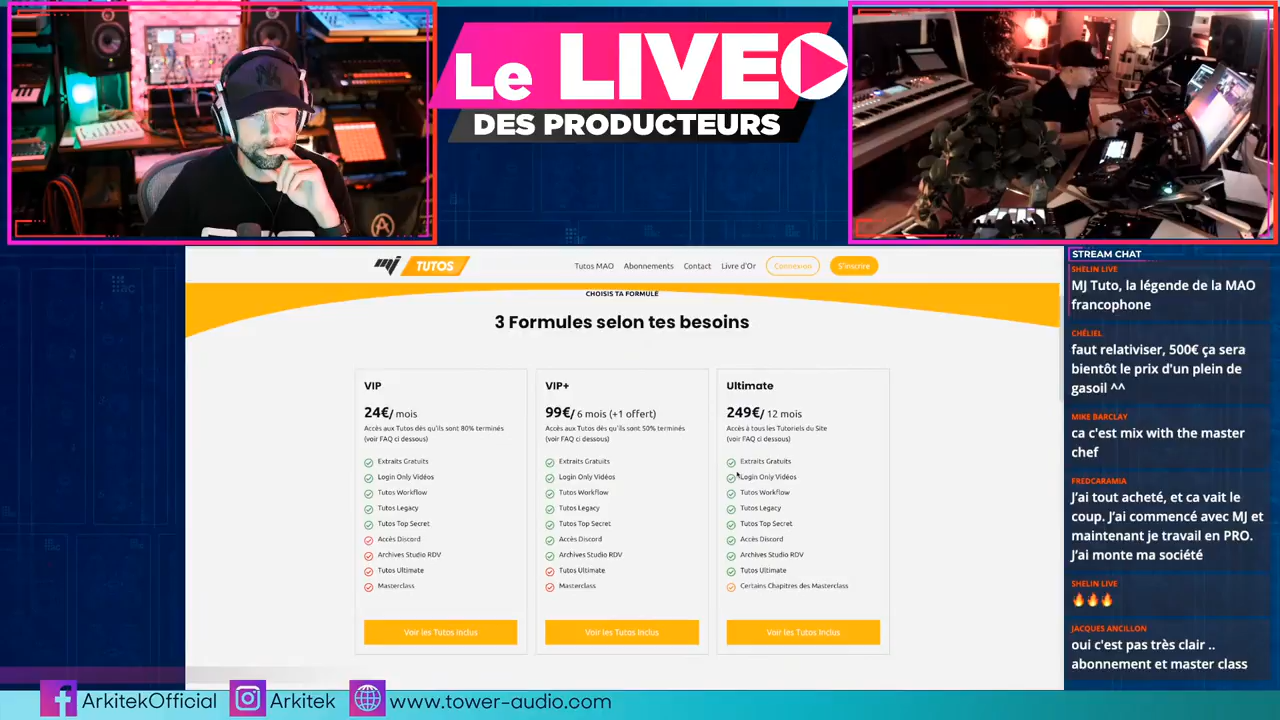 Le LIVE
DES PRODUCTEURS
MJ TUTOS
Tutos MAO
Abonnements
Contact
Livre d'Or
Connexion
S'inscrire
CHOISIS TA FORMULE
3 Formules selon tes besoins
VIP
24€/ mois
Accès aux Tutos dès qu'ils sont 80% terminés
(voir FAQ ci dessous)
Extraits Gratuits
Login Only Vidéos
Tutos Workflow
Tutos Legacy
Tutos Top Secret
Accès Discord
Archives Studio RDV
Tutos Ultimate
Masterclass
Voir les Tutos Inclus
VIP+
99€/ 6 mois (+1 offert)
Accès aux Tutos dès qu'ils sont 50% terminés
(voir FAQ ci dessous)
Extraits Gratuits
Login Only Vidéos
Tutos Workflow
Tutos Legacy
Tutos Top Secret
Accès Discord
Archives Studio RDV
Tutos Ultimate
Masterclass
Voir les Tutos Inclus
Ultimate
249€/ 12 mois
Accès à tous les Tutoriels du Site
(voir FAQ ci dessous)
Extraits Gratuits
Login Only Vidéos
Tutos Workflow
Tutos Legacy
Tutos Top Secret
Accès Discord
Archives Studio RDV
Tutos Ultimate
Certains Chapitres des Masterclass
Voir les Tutos Inclus
STREAM CHAT
SHELIN LIVE
MJ Tuto, la légende de la MAO
francophone
CHÉLIEL
faut relativiser, 500€ ça sera
bientôt le prix d'un plein de
gasoil ^^
MIKE BARCLAY
ca c'est mix with the master
chef
FREDCARAMIA
J'ai tout acheté, et ca vait le
coup. J'ai commencé avec MJ et
maintenant je travail en PRO.
J'ai monte ma société
SHELIN LIVE
🔥🔥🔥
JACQUES ANCILLON
oui c'est pas très clair ..
abonnement et master class
ArkitekOfficial
Arkitek
www.tower-audio.com